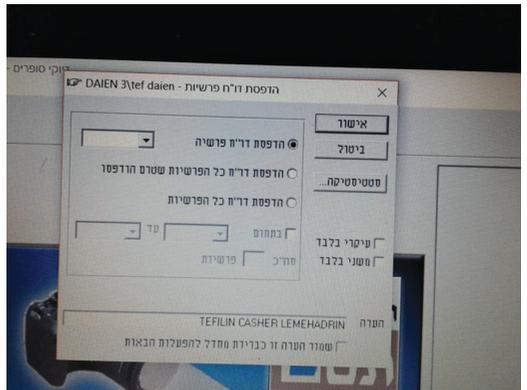 דיוקי סופרים -
הדפסת דו"ח פרשיות - DAIEN 3\tef daien
אישור
הדפסת דו"ח פרשיה
ביטול
הדפסת דו"ח כל הפרשיות שטרם הודפסו
סטטיסטיקה...
הדפסת דו"ח כל הפרשיות
בתחום עד
עיקרי בלבד
סה"כ פרשיות
משני בלבד
הערה TEFILIN CASHER LEMEHADRIN
שמור הערה זו כברירת מחדל להפעלות הבאות